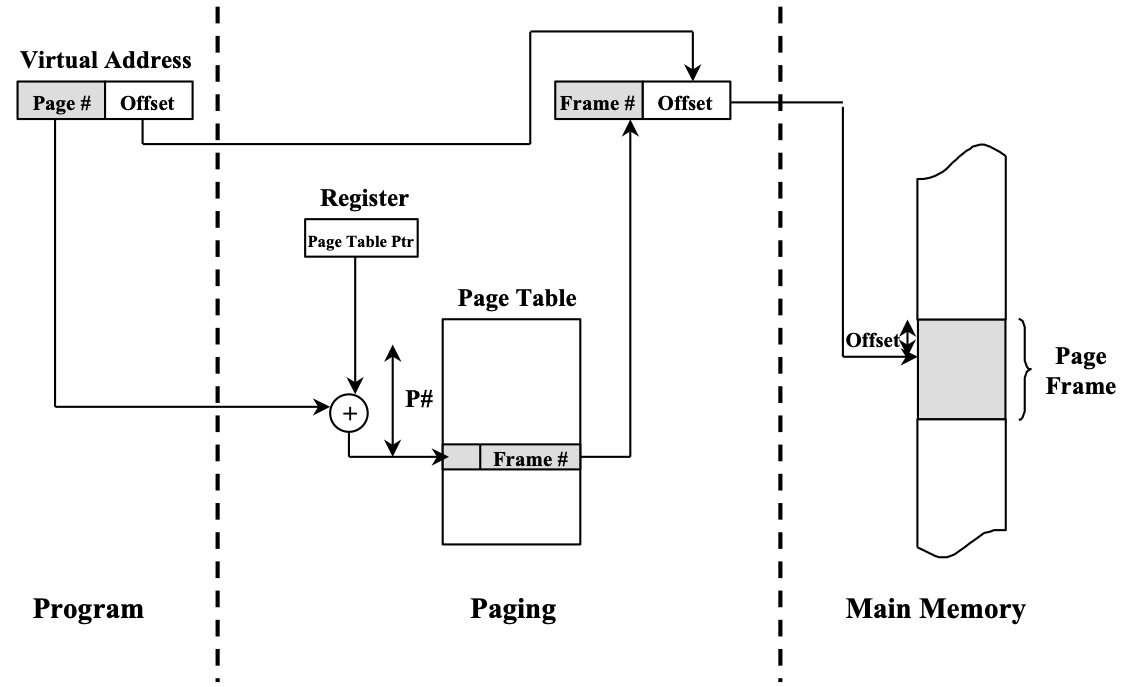 Virtual Address
Page #
Offset
Frame #
Offset
Register
Page Table Ptr
Page Table
P#
+
Frame #
Offset
Page
Frame
Program
Paging
Main Memory